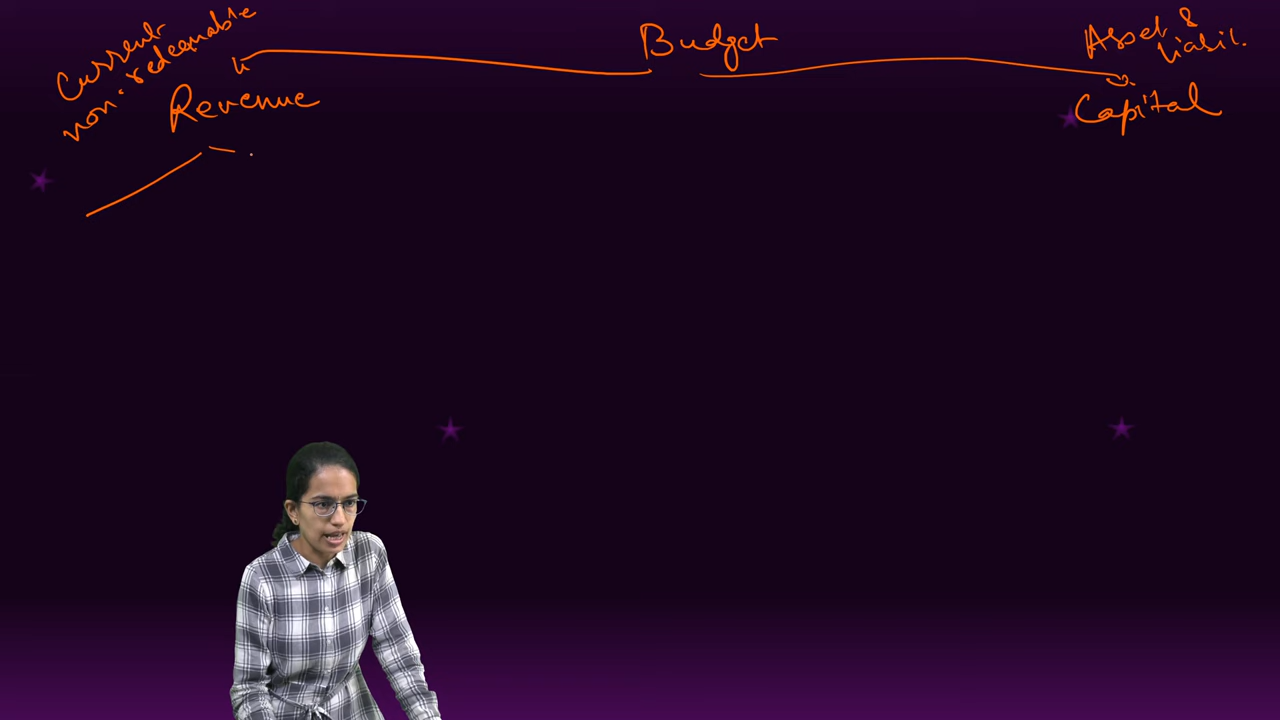 Budget
Current
non-redeemable
Revenue
Asset &
liabil.
Capital